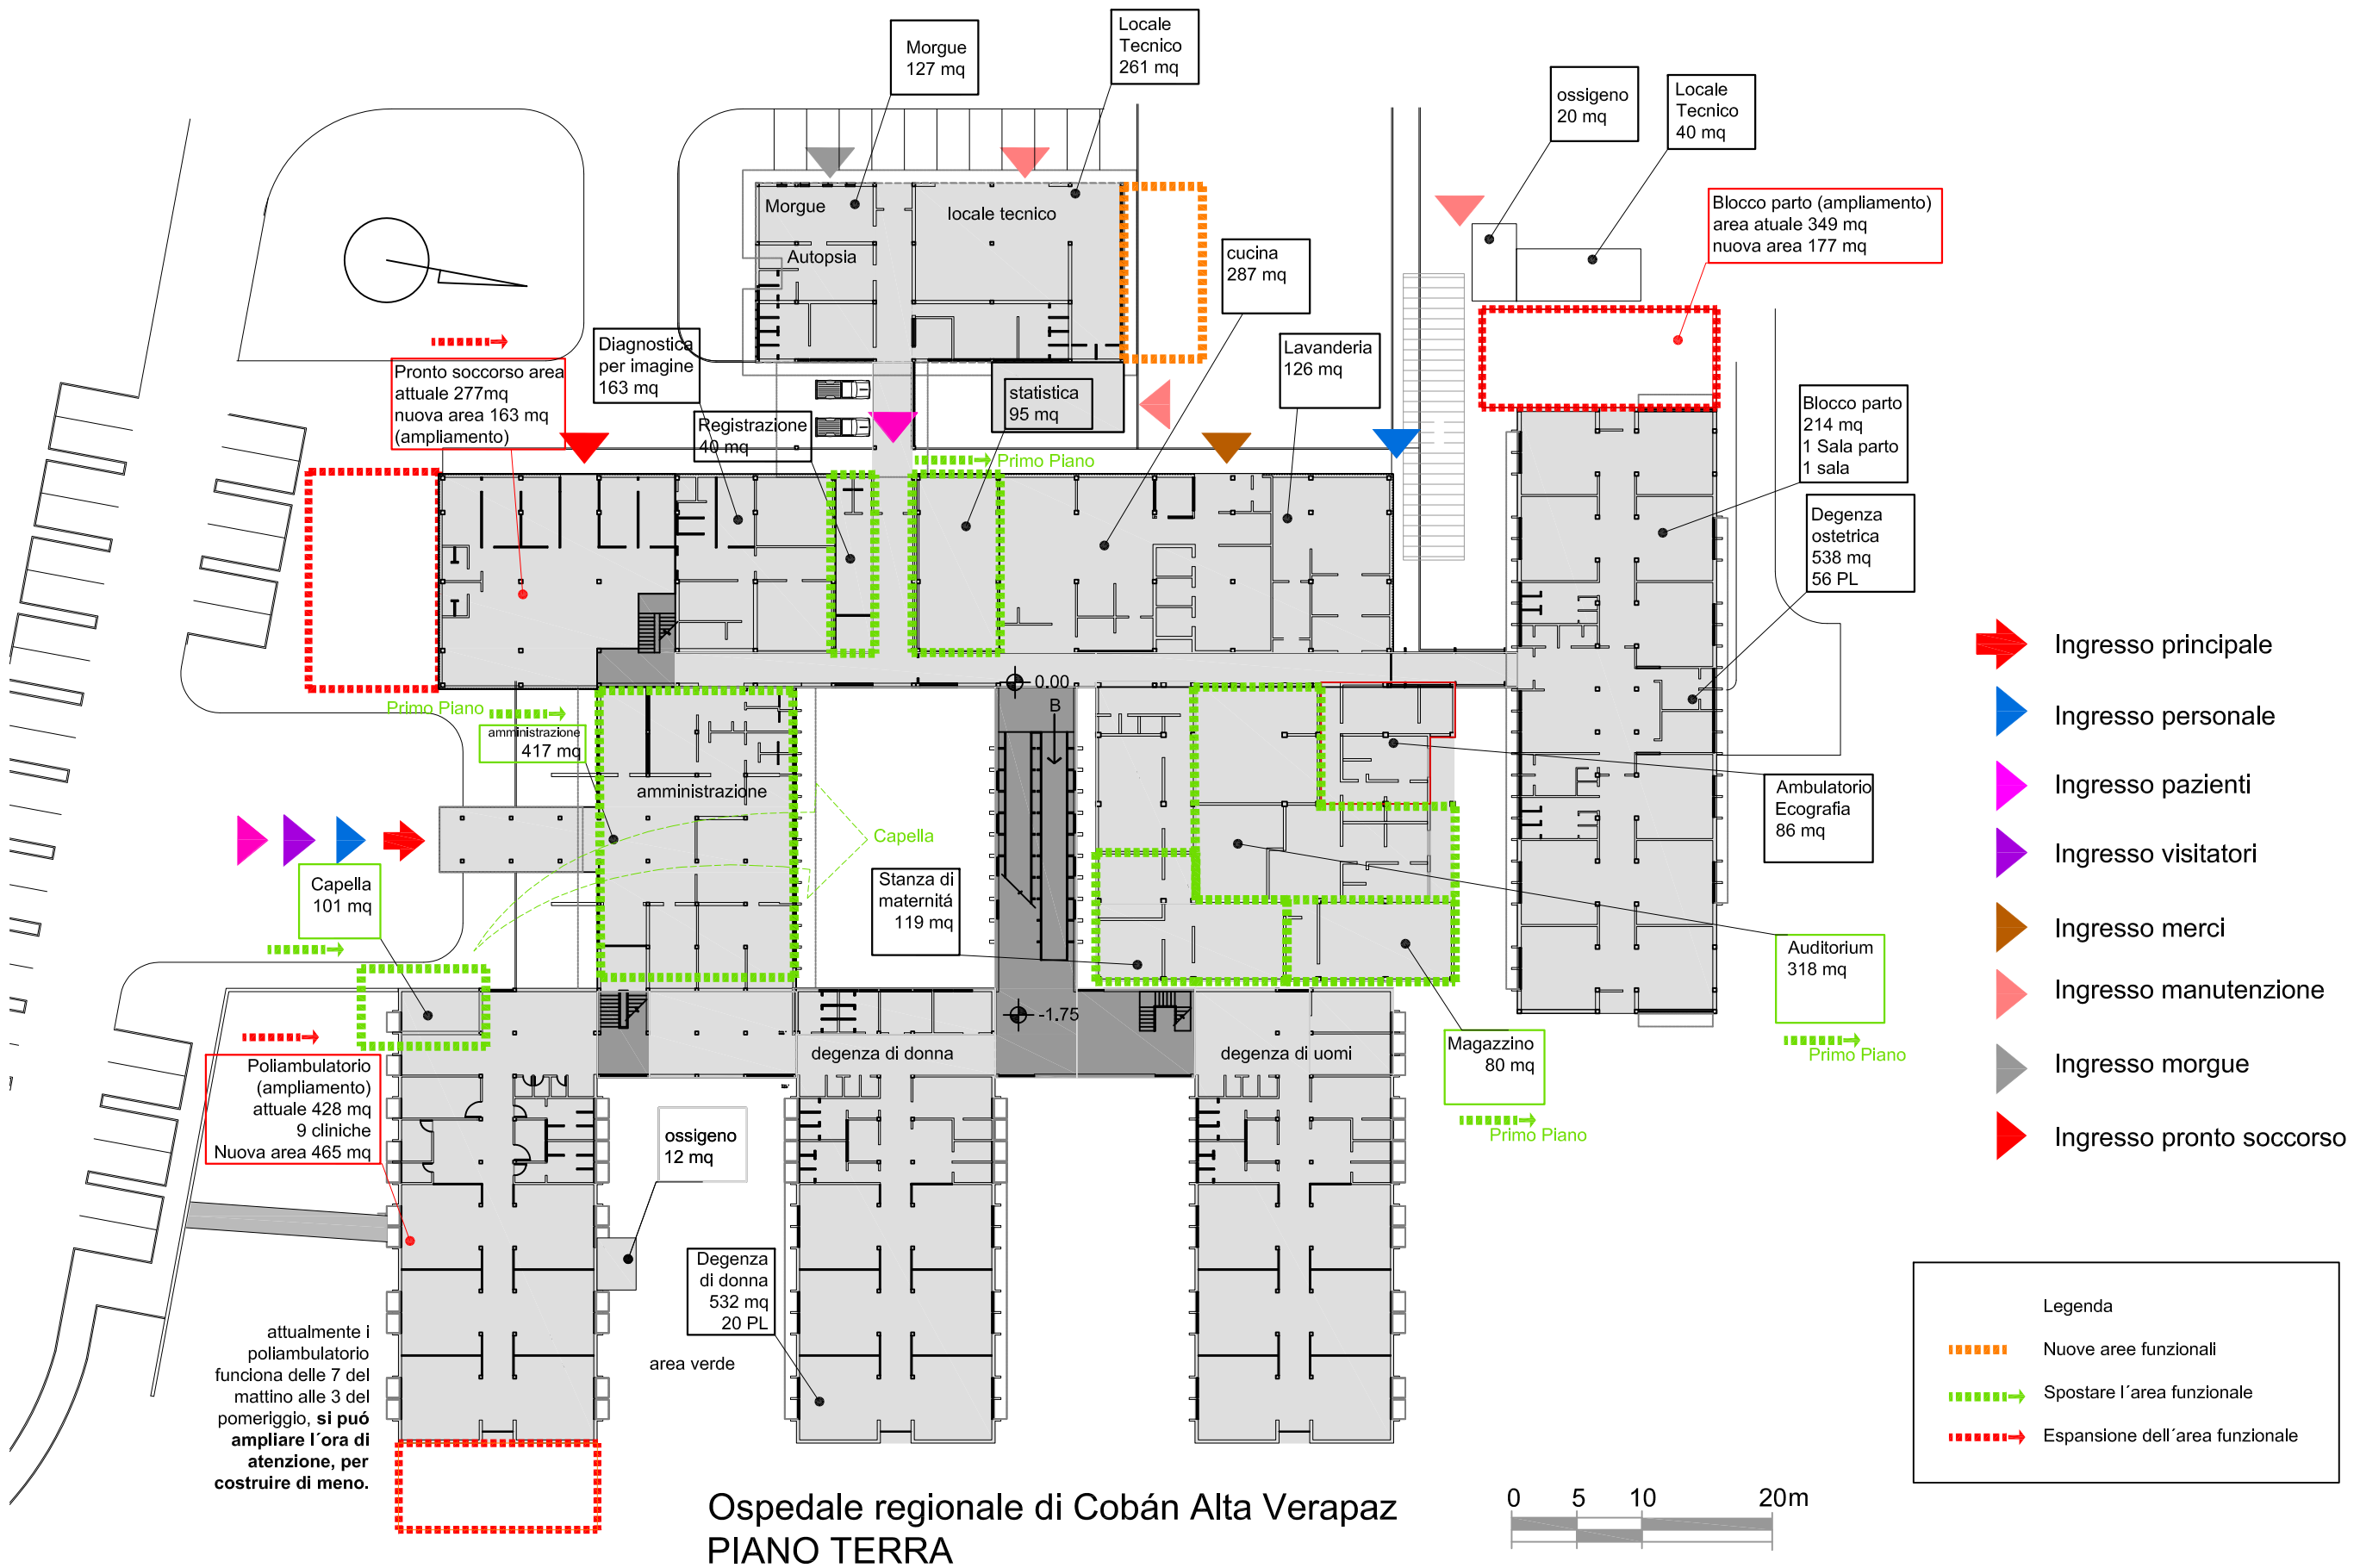 Morgue
127 mq
Locale
Tecnico
261 mq
ossigeno
20 mq
Locale
Tecnico
40 mq
Blocco parto (ampliamento)
area atuale 349 mq
nuova area 177 mq
Morgue
locale tecnico
Autopsia
cucina
287 mq
Diagnostica
per imagine
163 mq
Lavanderia
126 mq
Pronto soccorso area
attuale 277mq
nuova area 163 mq
(ampliamento)
statistica
95 mq
Registrazione
40 mq
Primo Piano
Blocco parto
214 mq
1 Sala parto
1 sala
Degenza
ostetrica
538 mq
56 PL
0.00
Primo Piano
B
amministrazione
417 mq
amministrazione
Capella
Ambulatorio
Ecografia
86 mq
Capella
101 mq
Stanza di
maternitá
119 mq
Auditorium
318 mq
Primo Piano
-1.75
degenza di donna
degenza di uomi
Magazzino
80 mq
Primo Piano
Poliambulatorio
(ampliamento)
attuale 428 mq
9 cliniche
Nuova area 465 mq
ossigeno
12 mq
Degenza
di donna
532 mq
20 PL
area verde
attualmente i
poliambulatorio
funciona delle 7 del
mattino alle 3 del
pomeriggio, si puó
ampliare l´ora di
atenzione, per
costruire di meno.
Ingresso principale
Ingresso personale
Ingresso pazienti
Ingresso visitatori
Ingresso merci
Ingresso manutenzione
Ingresso morgue
Ingresso pronto soccorso
Legenda
Nuove aree funzionali
Spostare l´area funzionale
Espansione dell´area funzionale
Ospedale regionale di Cobán Alta Verapaz
PIANO TERRA
0 5 10 20m